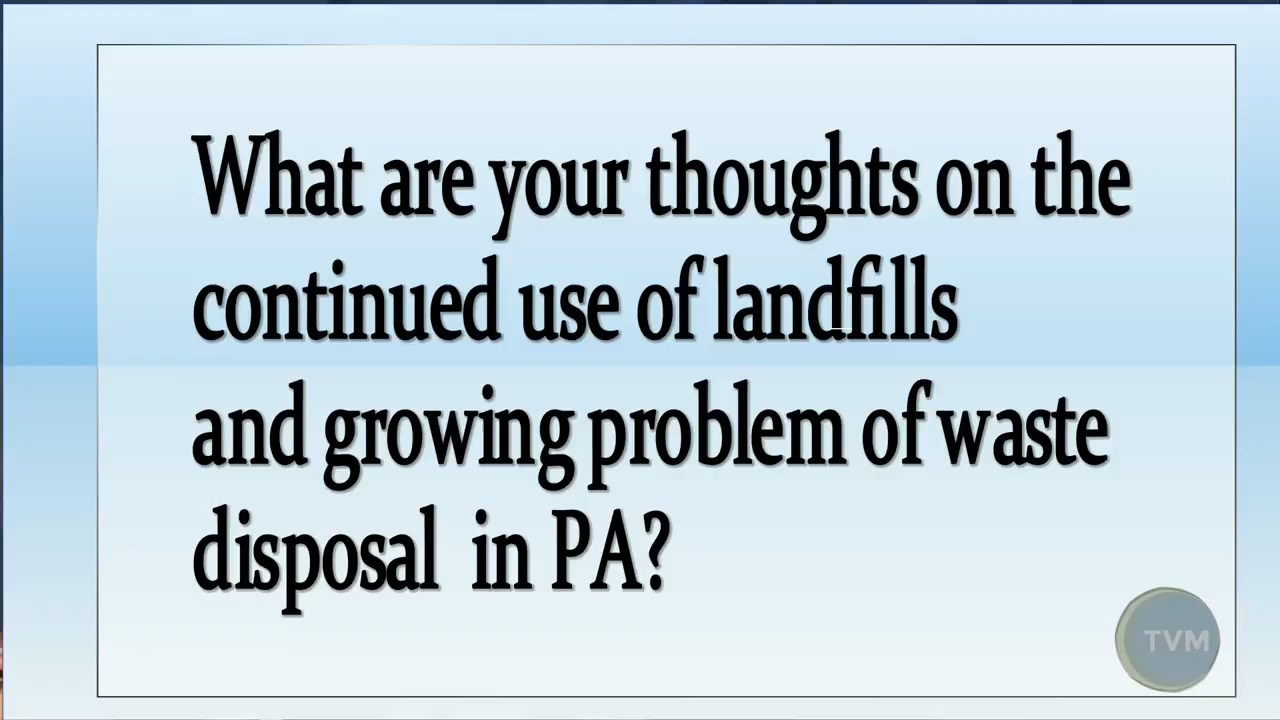 What are your thoughts on the
continued use of landfills
and growing problem of waste
disposal  in PA?
TVM